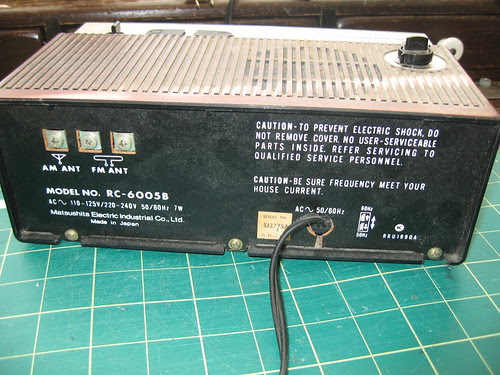 CAUTION-TO PREVENT ELECTRIC SHOCK, DO
NOT REMOVE COVER. NO USER-SERVICEABLE
PARTS INSIDE. REFER SERVICING TO
QUALIFIED SERVICE PERSONNEL.
AM ANT FM ANT
CAUTION-BE SURE FREQUENCY MEET YOUR
HOUSE CURRENT.
MODEL NO. RC-6005B
AC~110-125V/220-240V 50/60Hz 7W
Matsushita Electric Industrial Co., Ltd.
Made in Japan
AC~50/60Hz
60Hz
50Hz
SERIAL No.
RKU1890A